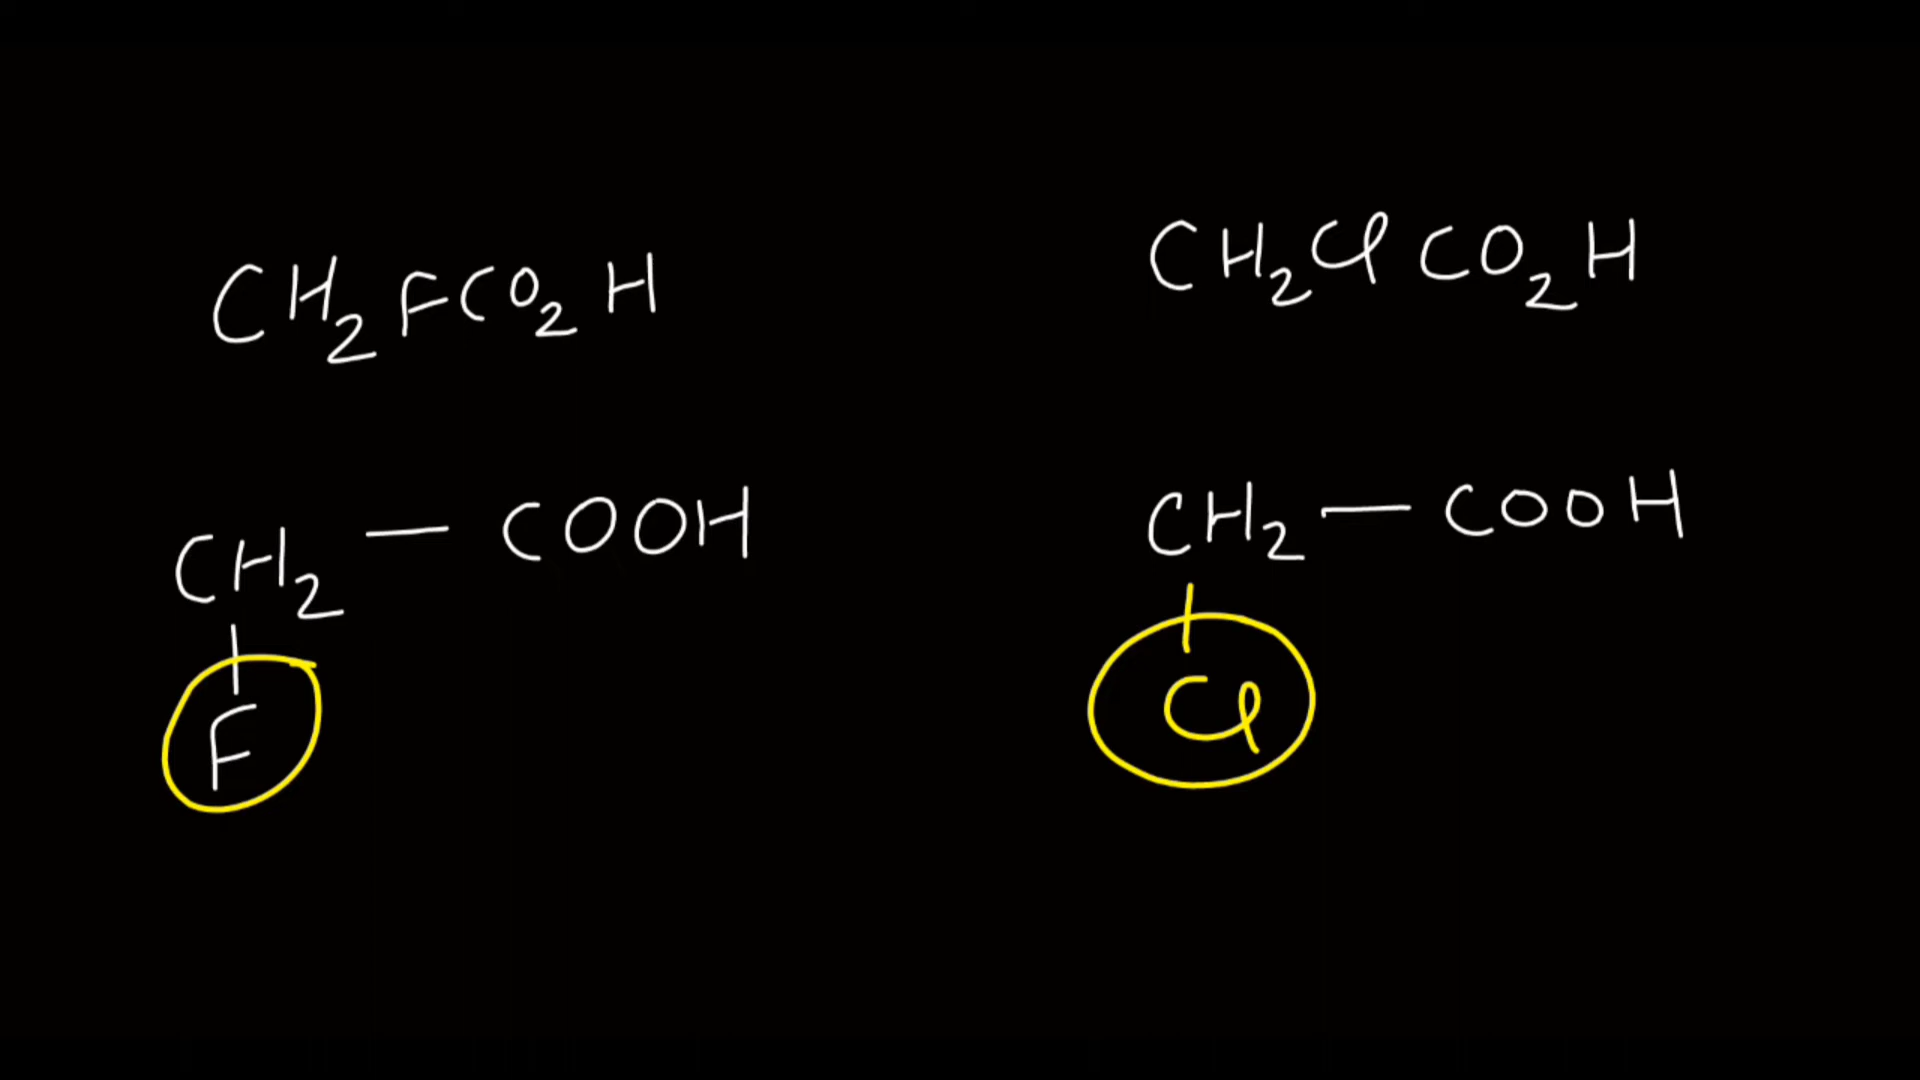 CH₂FCO₂H
CH₂ClCO₂H
CH₂ — COOH
F
CH₂ — COOH
Cl